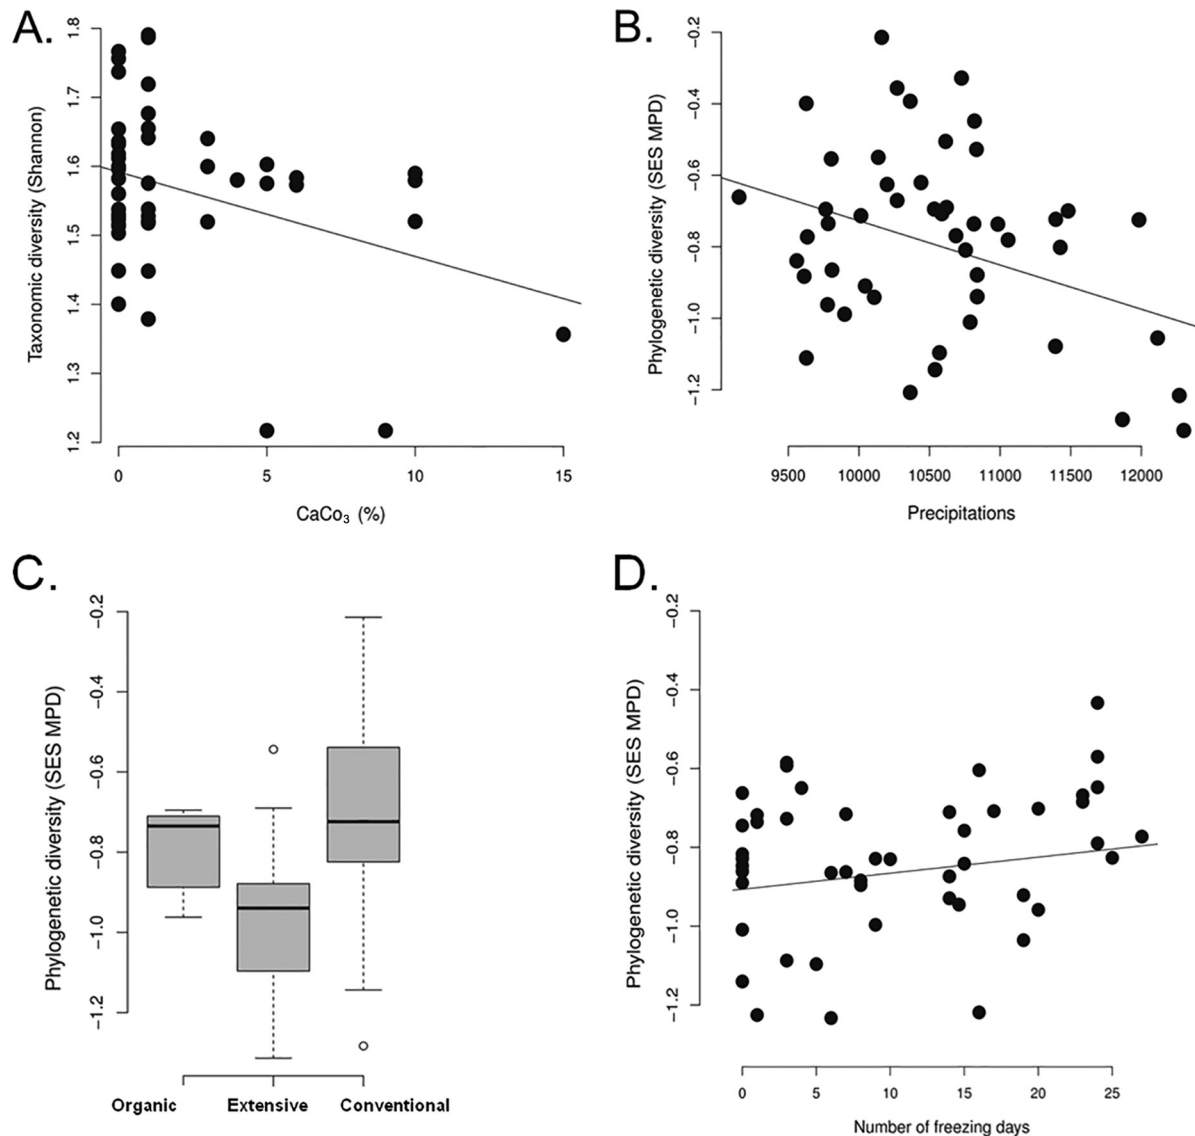 A.
Taxonomic diversity (Shannon)
1.8
1.7
1.6
1.5
1.4
1.3
1.2
0 5 10 15
CaCo₃ (%)
B.
Phylogenetic diversity (SES MPD)
−0.2
−0.4
−0.6
−0.8
−1.0
−1.2
9500 10000 10500 11000 11500 12000
Precipitations
C.
Phylogenetic diversity (SES MPD)
−0.2
−0.4
−0.6
−0.8
−1.0
−1.2
Organic Extensive Conventional
D.
Phylogenetic diversity (SES MPD)
−0.2
−0.4
−0.6
−0.8
−1.0
−1.2
0 5 10 15 20 25
Number of freezing days